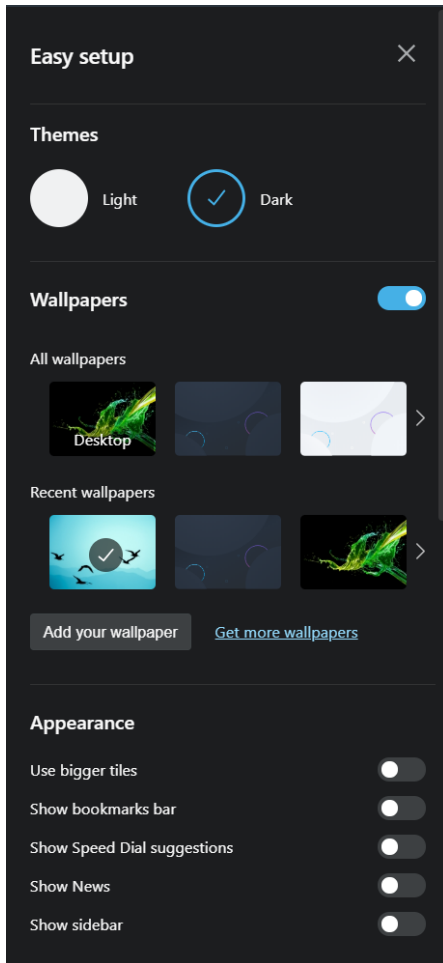 Easy setup
Themes
Light
Dark
Wallpapers
All wallpapers
Desktop
Recent wallpapers
Add your wallpaper
Get more wallpapers
Appearance
Use bigger tiles
Show bookmarks bar
Show Speed Dial suggestions
Show News
Show sidebar